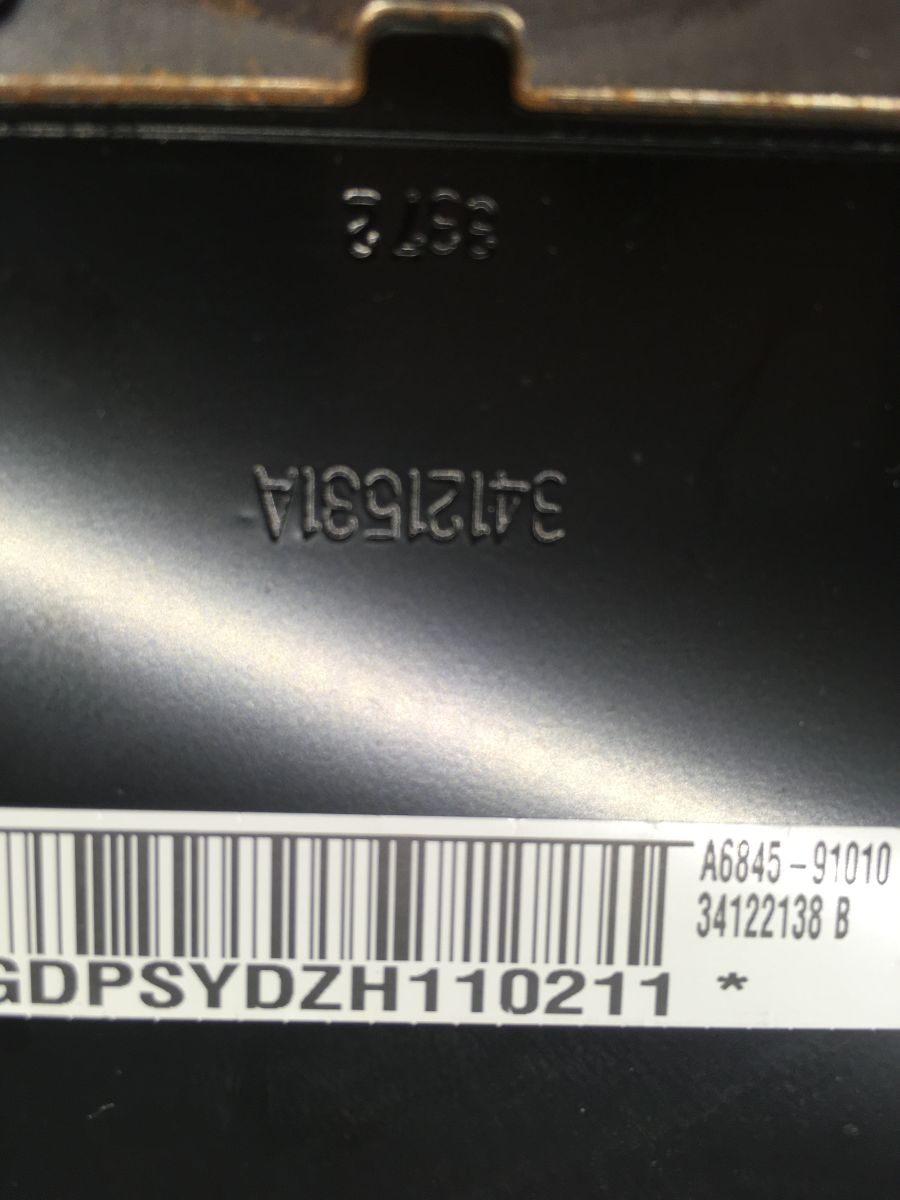 34121531A
A6845-91010
34122138 B
GDPSYDZH110211 *